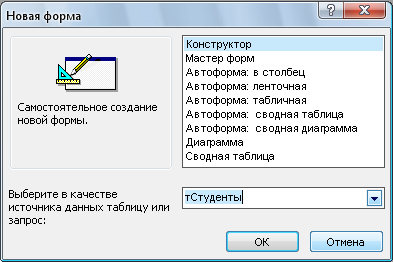 Новая форма
Самостоятельное создание
новой формы.
Конструктор
Мастер форм
Автоформа: в столбец
Автоформа: ленточная
Автоформа: табличная
Автоформа:  сводная таблица
Автоформа:  сводная диаграмма
Диаграмма
Сводная таблица
Выберите в качестве
источника данных таблицу или
запрос:
тСтуденты
ОК
Отмена